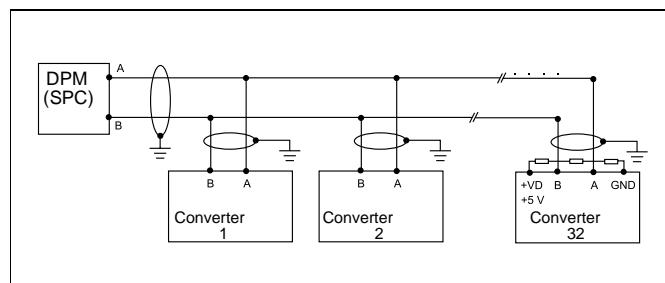 DPM
(SPC)
A
B
B A
B A
+VD B A GND
+5 V
Converter
1
Converter
2
Converter
32